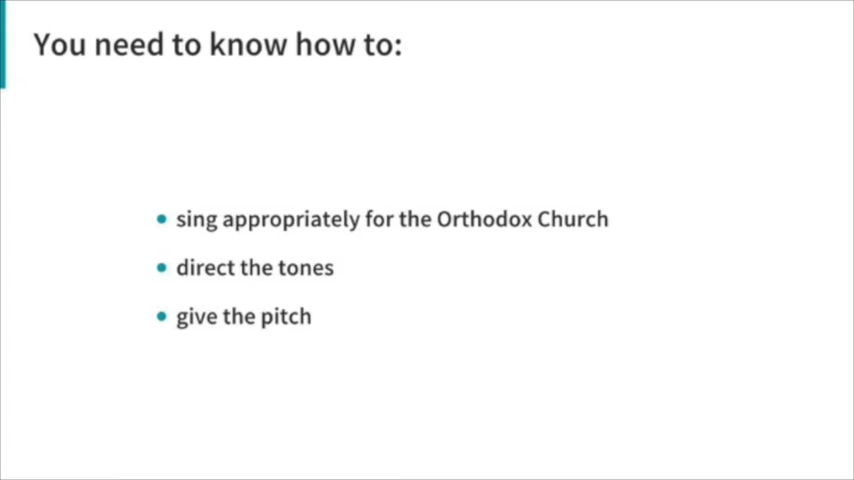 You need to know how to:
sing appropriately for the Orthodox Church
direct the tones
give the pitch